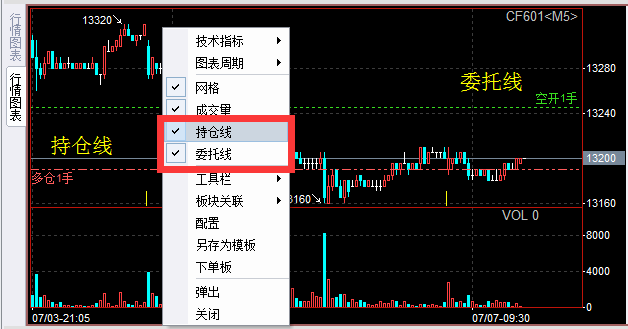 行情图表
行情图表
CF601<M5>
13320
技术指标
图表周期
网格
成交量
持仓线
委托线
工具栏
板块关联
配置
另存为模板
下单板
弹出
关闭
委托线
空开1手
持仓线
多仓1手
13160
13280
13240
13200
13160
VOL 0
8000
4000
0
07/03-21:05
07/07-09:30